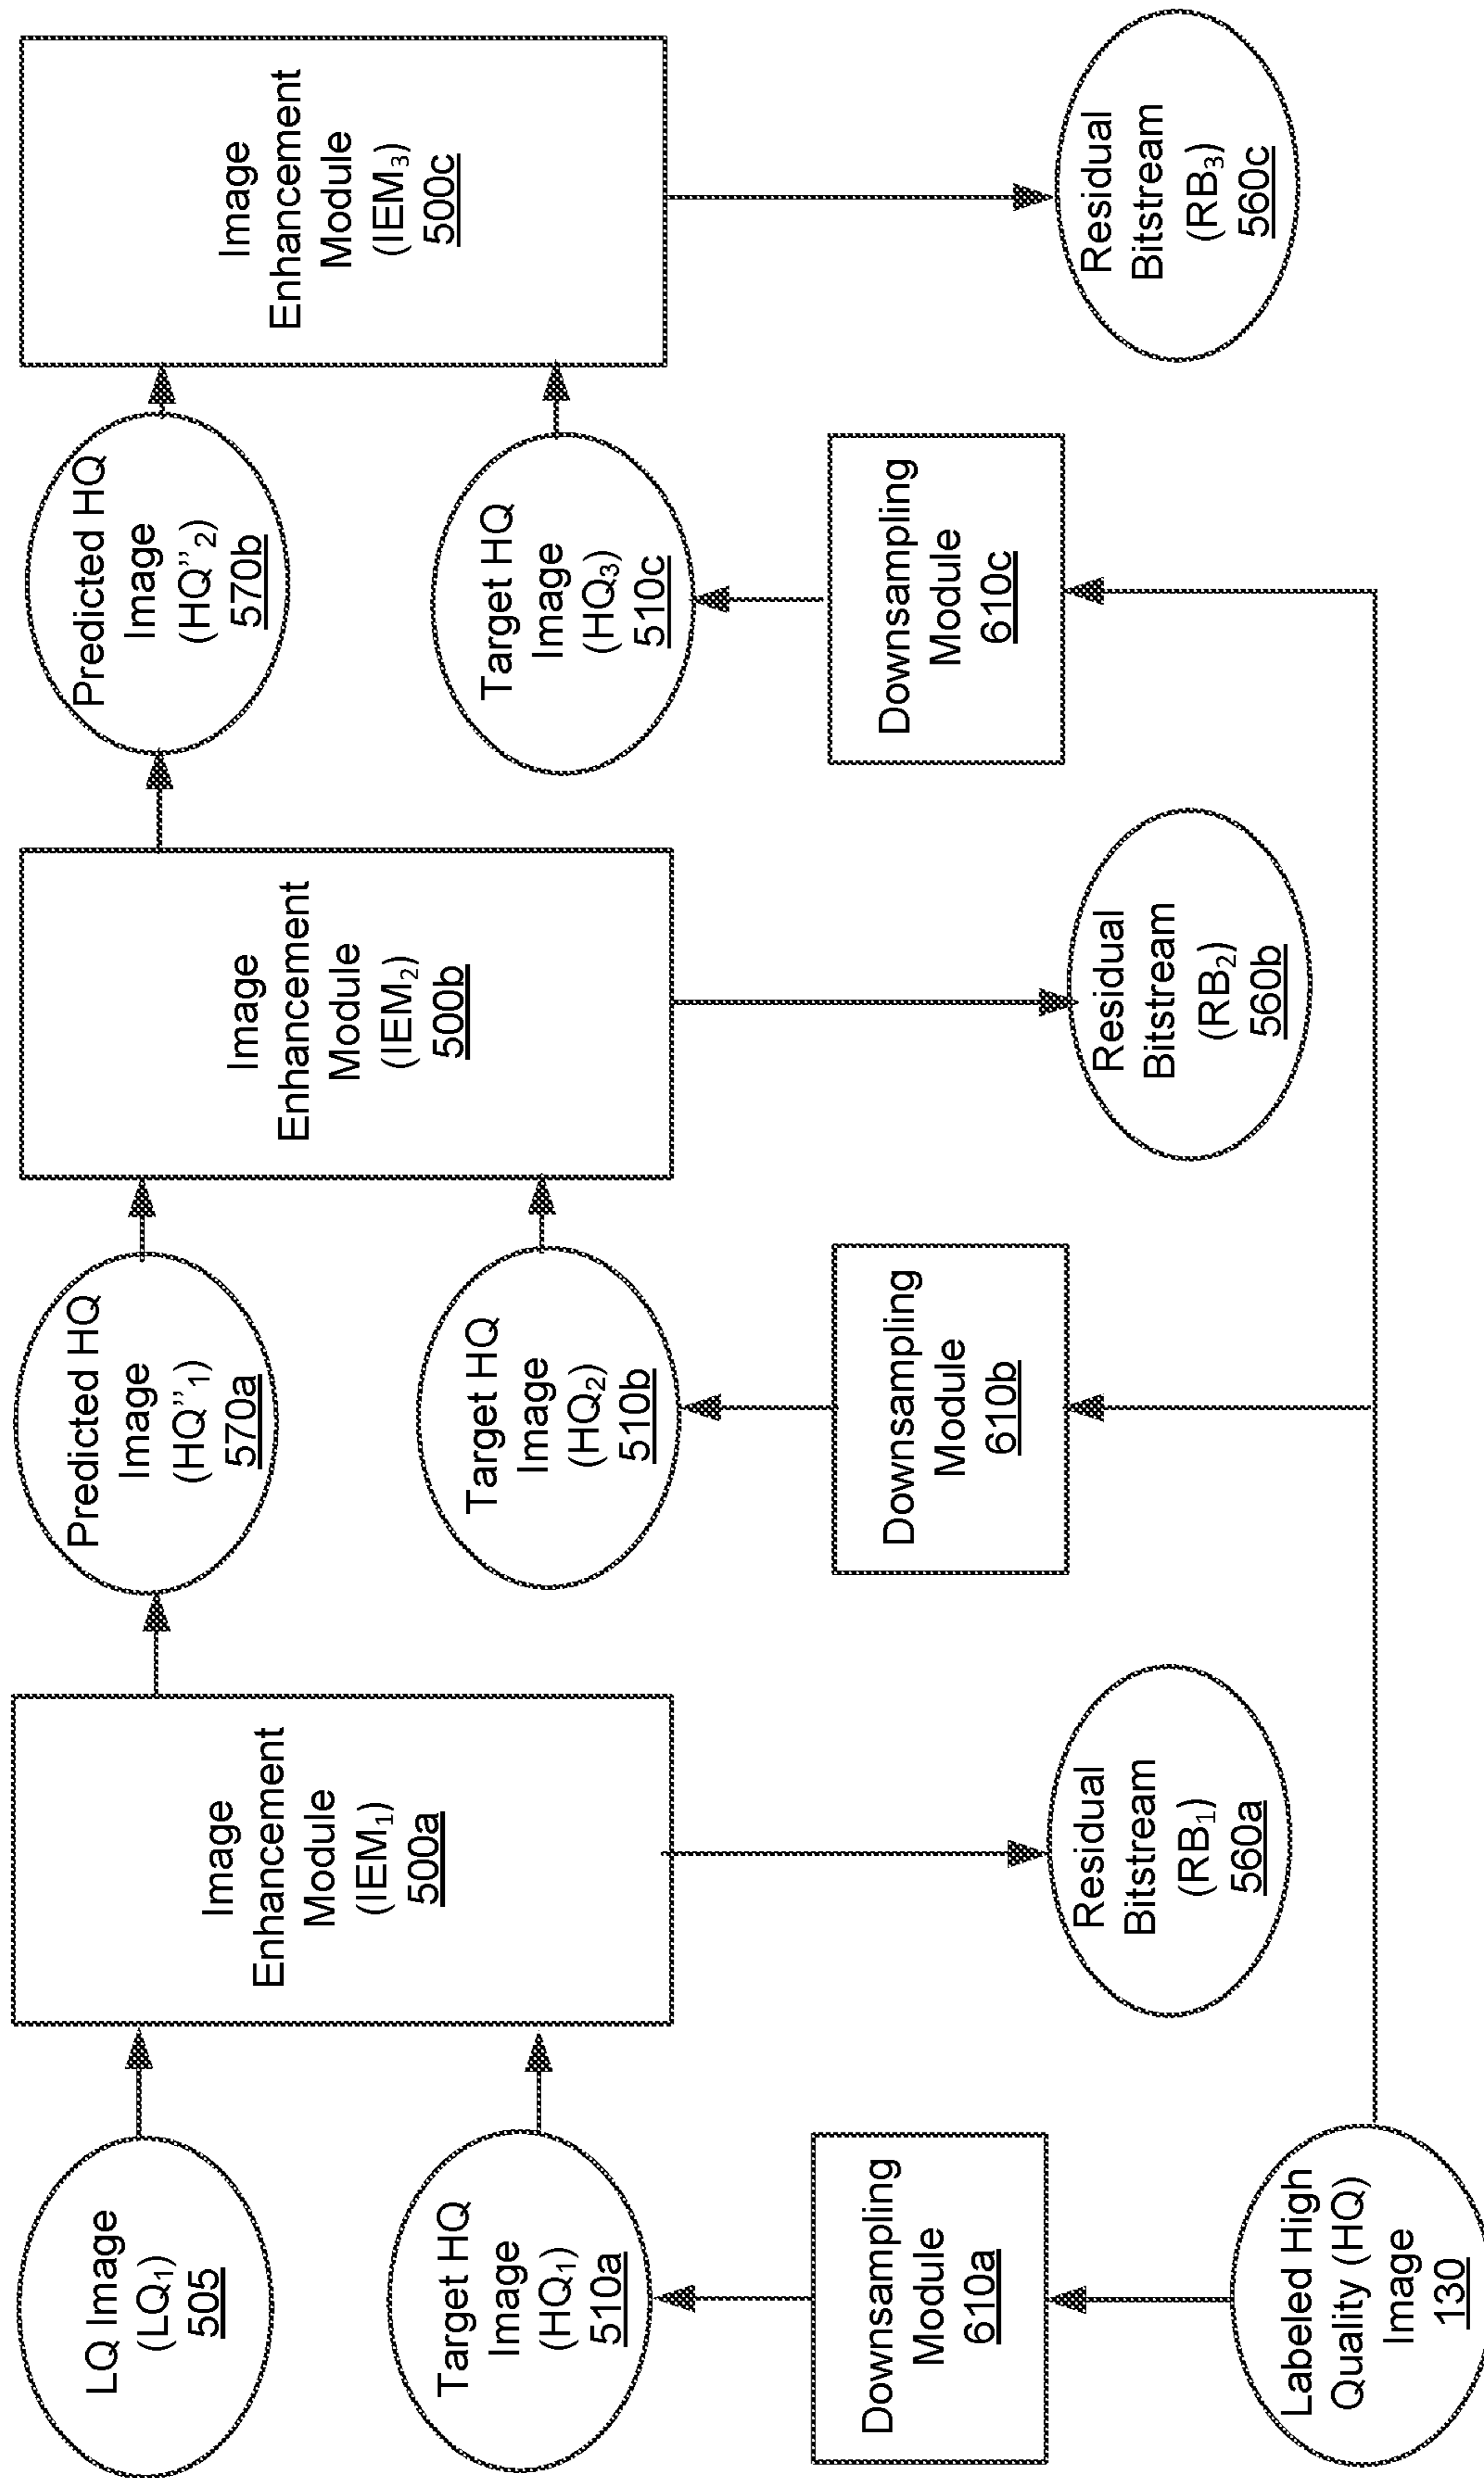 LQ Image
(LQ₁)
505
Target HQ
Image
(HQ₁)
510a
Downsampling
Module
610a
Labeled High
Quality (HQ)
Image
130
Image
Enhancement
Module
(IEM₁)
500a
Residual
Bitstream
(RB₁)
560a
Predicted HQ
Image
(HQ”₁)
570a
Target HQ
Image
(HQ₂)
510b
Downsampling
Module
610b
Image
Enhancement
Module
(IEM₂)
500b
Residual
Bitstream
(RB₂)
560b
Predicted HQ
Image
(HQ”₂)
570b
Target HQ
Image
(HQ₃)
510c
Downsampling
Module
610c
Image
Enhancement
Module
(IEM₃)
500c
Residual
Bitstream
(RB₃)
560c